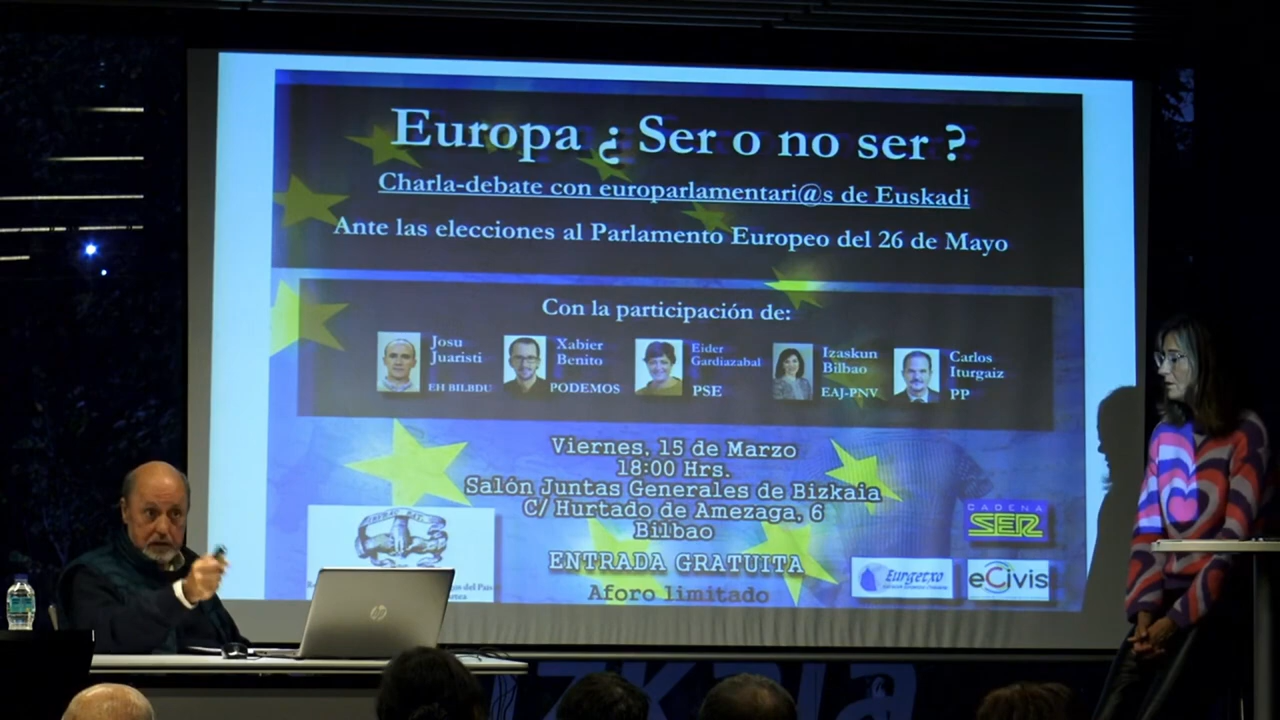 Europa ¿ Ser o no ser ?
Charla-debate con europarlamentari@s de Euskadi
Ante las elecciones al Parlamento Europeo del 26 de Mayo
Con la participación de:
Josu
Juaristi
EH BILBDU
Xabier
Benito
PODEMOS
Eider
Gardiazabal
PSE
Izaskun
Bilbao
EAJ-PNV
Carlos
Iturgaiz
PP
Viernes, 15 de Marzo
18:00 Hrs.
Salón Juntas Generales de Bizkaia
C/ Hurtado de Amezaga, 6
Bilbao
ENTRADA GRATUITA
Aforo limitado
CADENA
SER
Eurgetxo
eCivis
hp